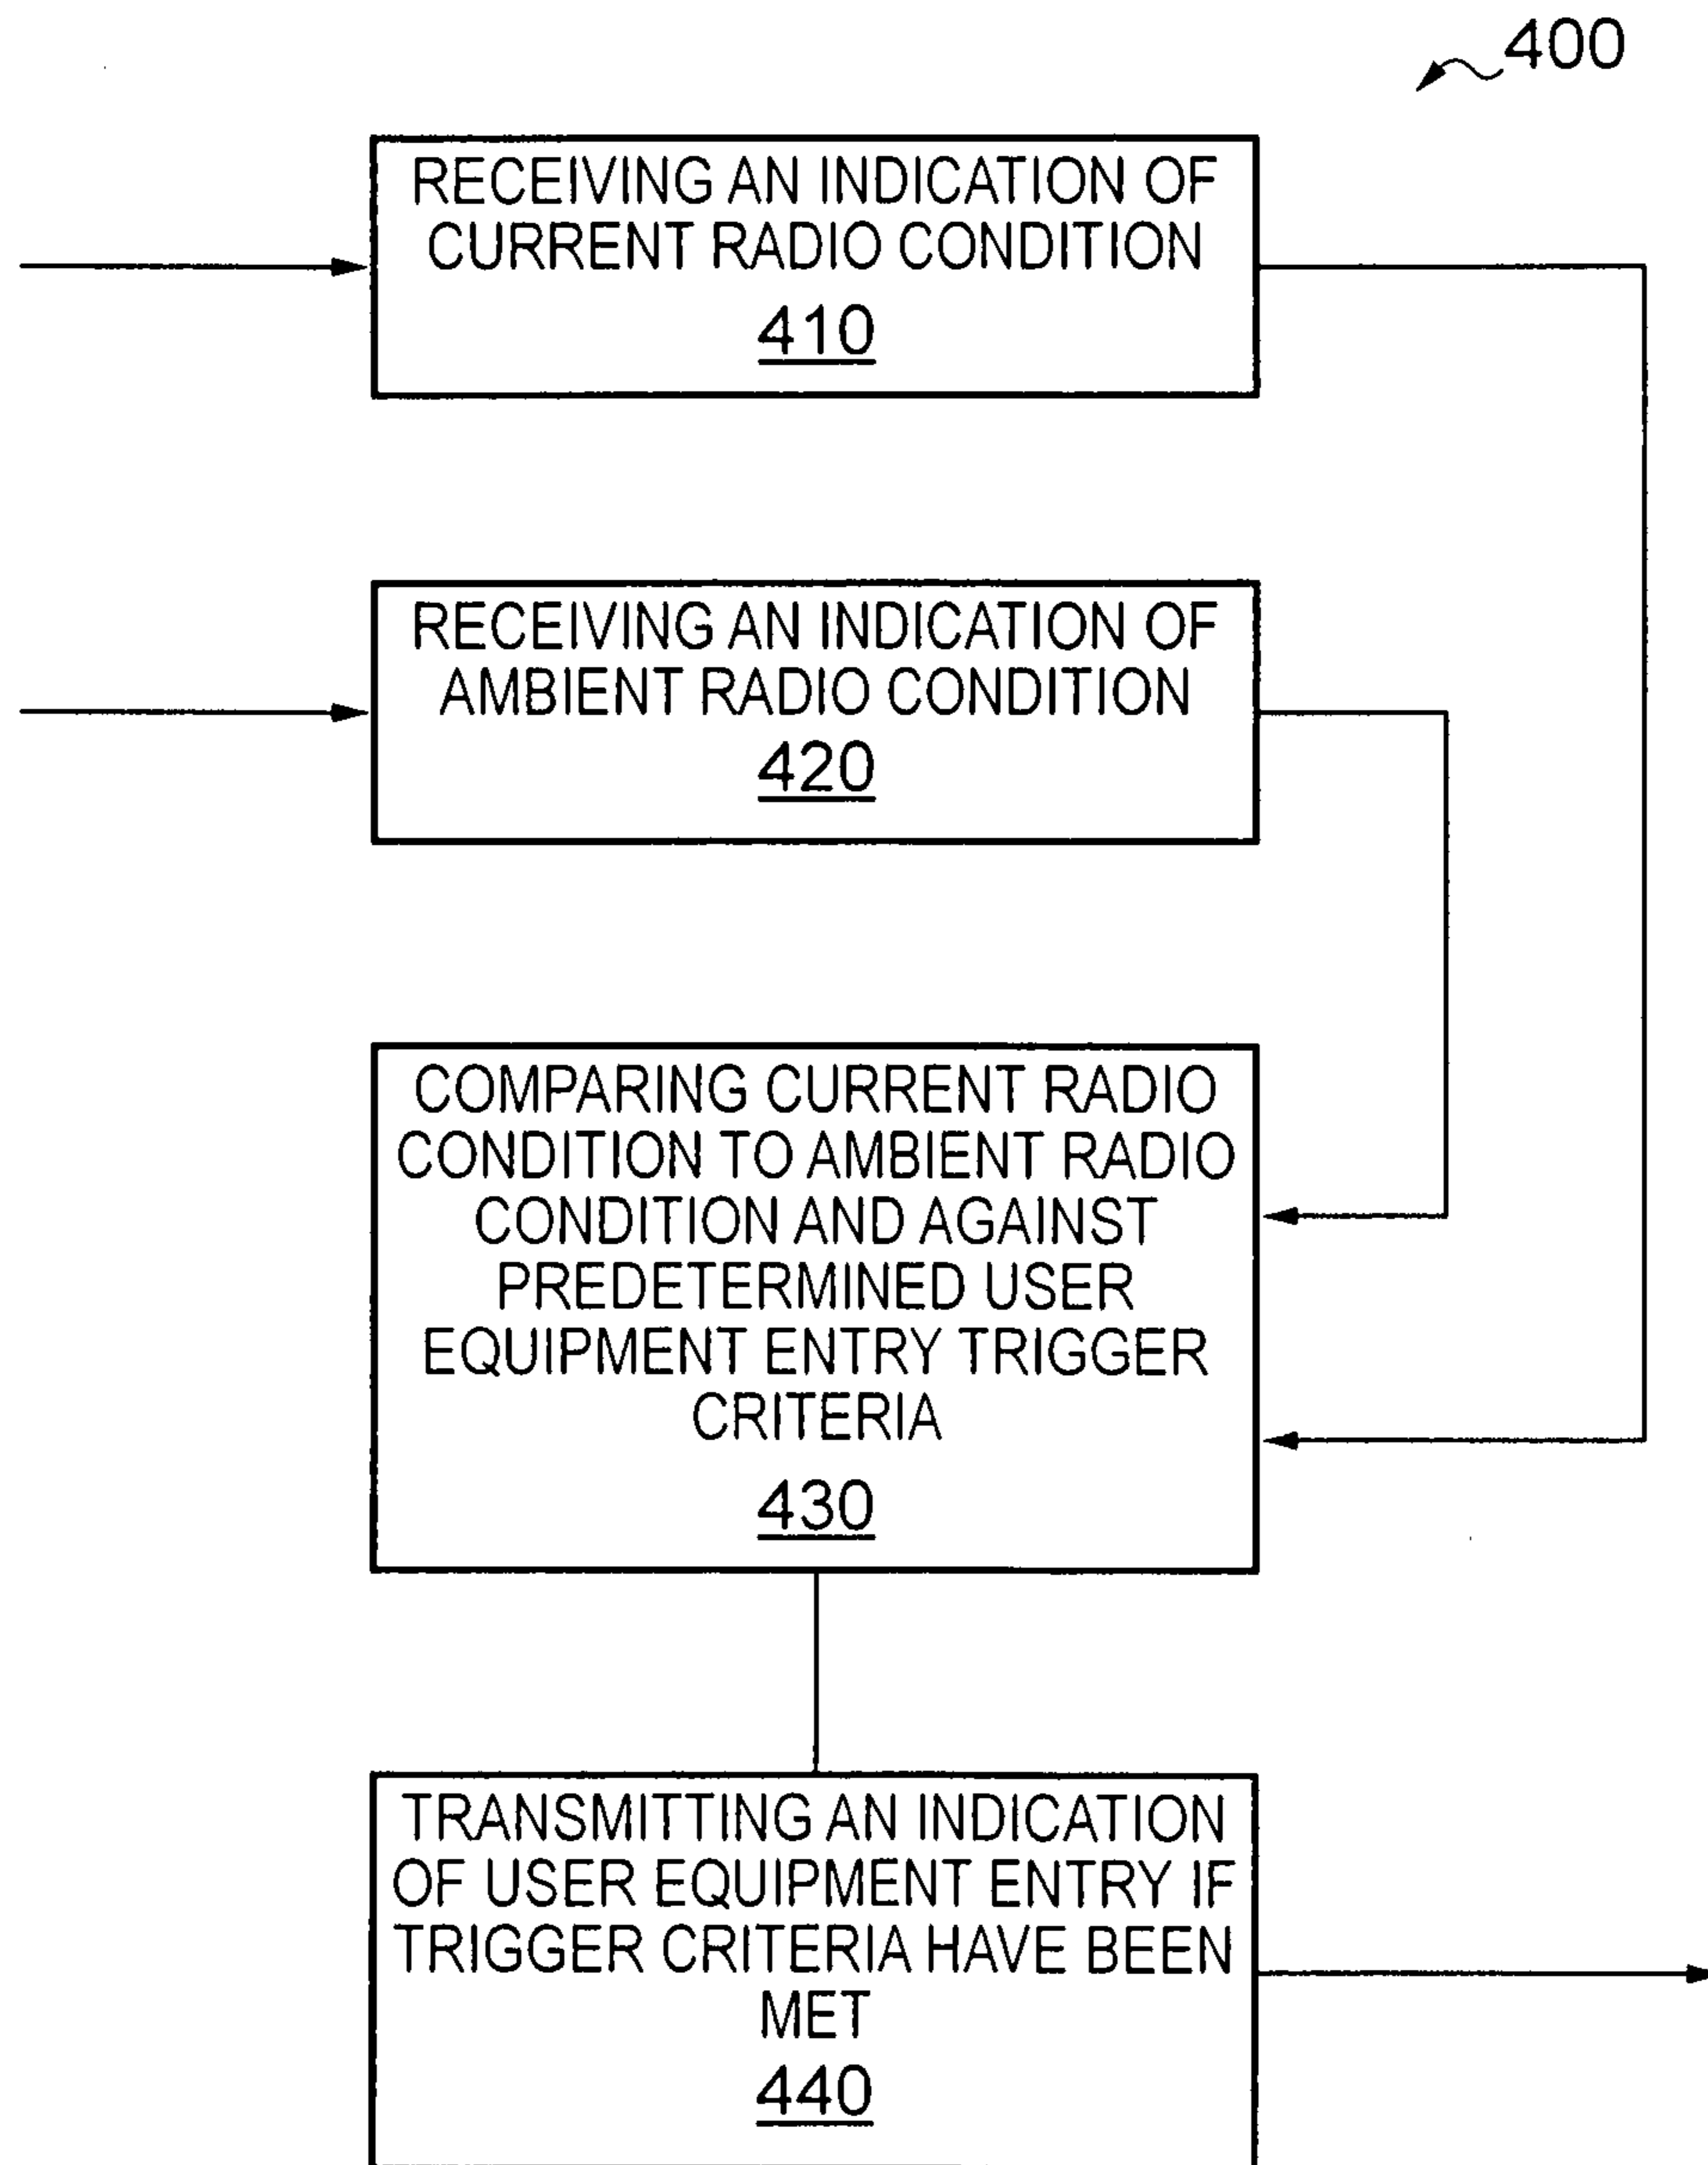 400
RECEIVING AN INDICATION OF
CURRENT RADIO CONDITION
410
RECEIVING AN INDICATION OF
AMBIENT RADIO CONDITION
420
COMPARING CURRENT RADIO
CONDITION TO AMBIENT RADIO
CONDITION AND AGAINST
PREDETERMINED USER
EQUIPMENT ENTRY TRIGGER
CRITERIA
430
TRANSMITTING AN INDICATION
OF USER EQUIPMENT ENTRY IF
TRIGGER CRITERIA HAVE BEEN
MET
440